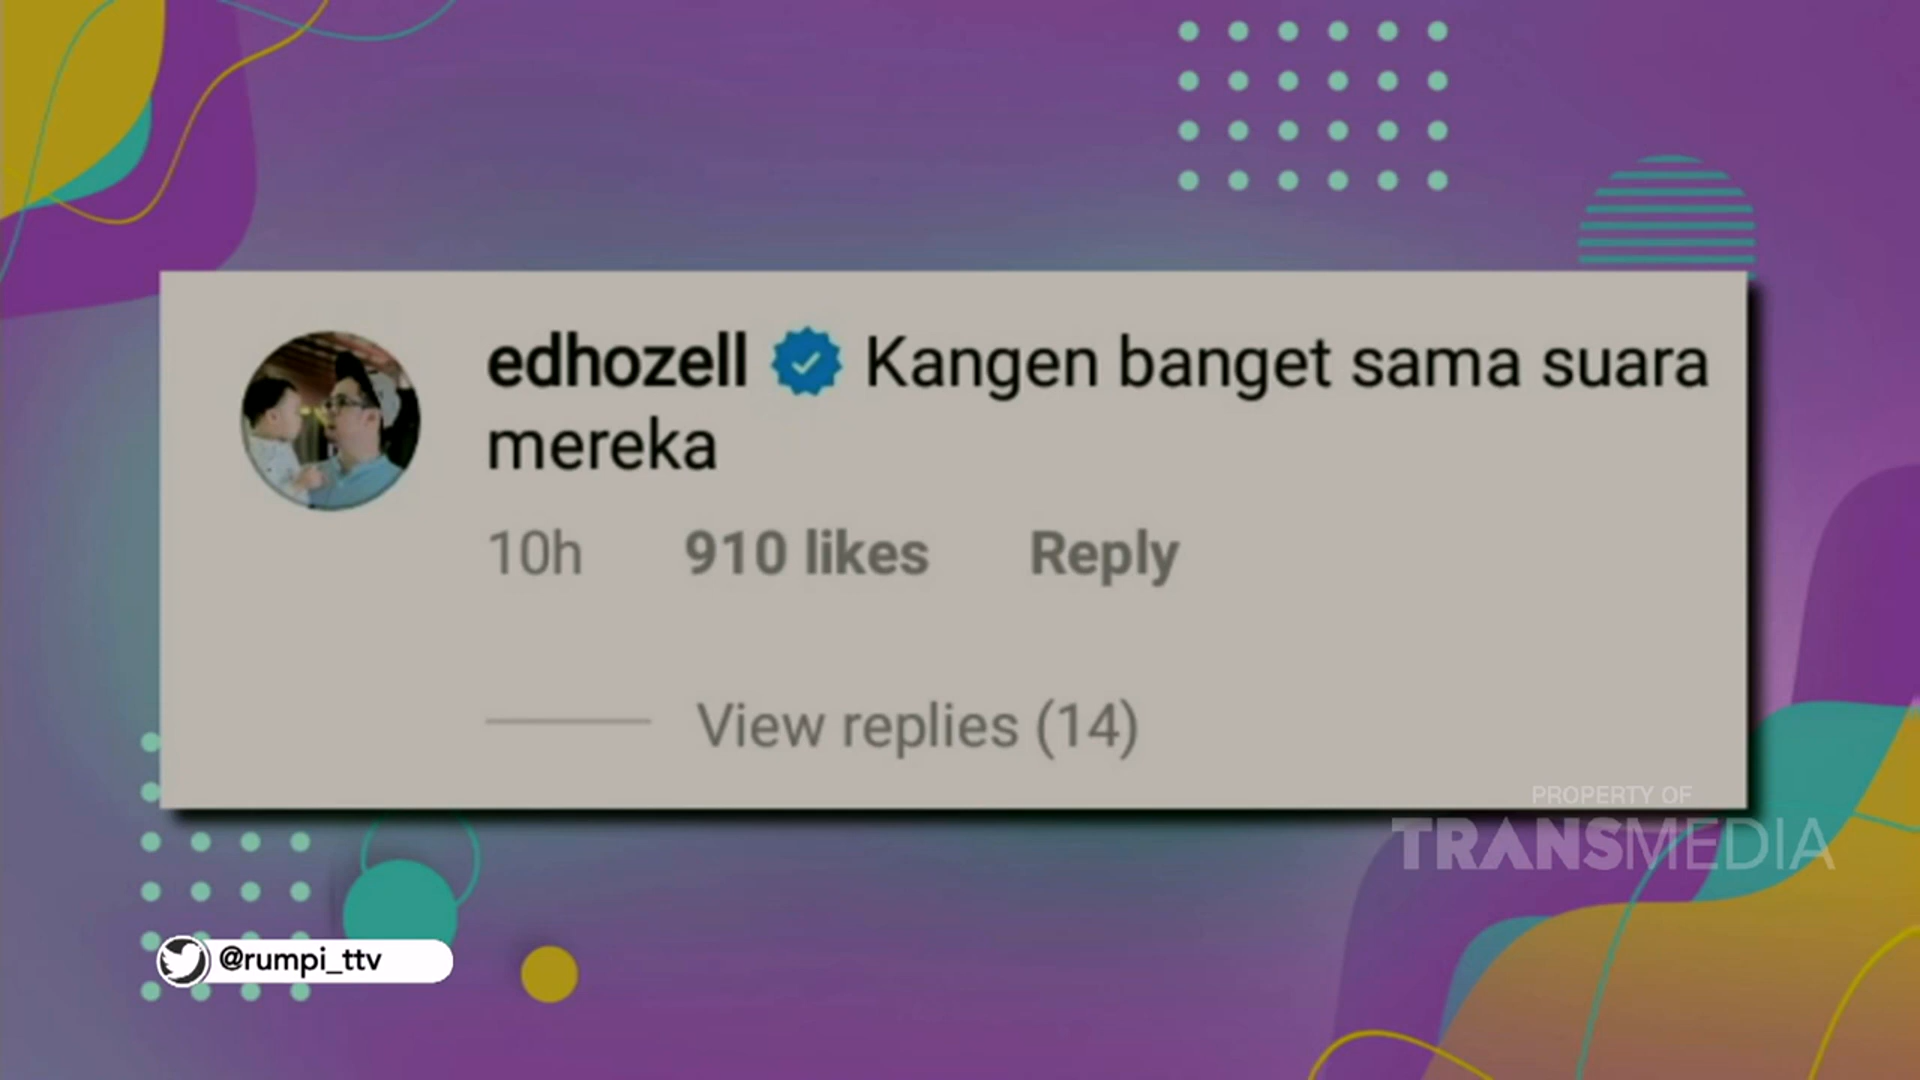 edhozell Kangen banget sama suara
mereka
10h 910 likes Reply
View replies (14)
PROPERTY OF
TRANSMEDIA
@rumpi_ttv